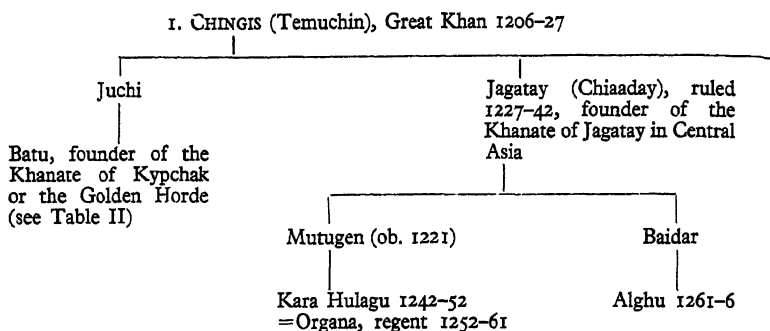 1. CHINGIS (Temuchin), Great Khan 1206–27
Juchi
Batu, founder of the
Khanate of Kypchak
or the Golden Horde
(see Table II)
Jagatay (Chiaaday), ruled
1227–42, founder of the
Khanate of Jagatay in Central
Asia
Mutugen (ob. 1221)
Baidar
Kara Hulagu 1242–52
=Organa, regent 1252–61
Alghu 1261–6